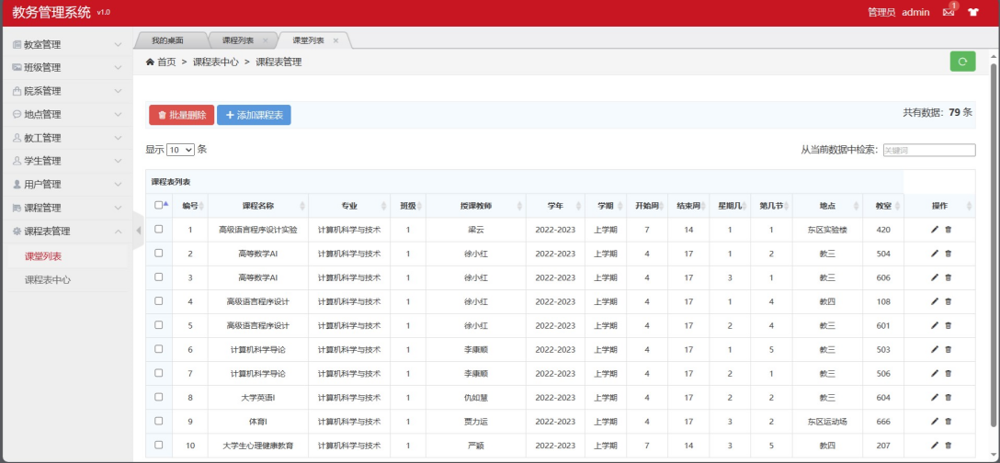 教务管理系统 v1.0
管理员 admin 1
教室管理
班级管理
院系管理
地点管理
教工管理
学生管理
用户管理
课程管理
课程表管理
课堂列表
课程表中心
我的桌面 课程列表 × 课堂列表 ×
首页 > 课程表中心 > 课程表管理
批量删除 + 添加课程表 共有数据：79 条
显示 10 条 从当前数据中检索：关键词
课程表列表
编号 课程名称 专业 班级 授课教师 学年 学期 开始周 结束周 星期几 第几节 地点 教室 操作
1 高级语言程序设计实验 计算机科学与技术 1 梁云 2022-2023 上学期 7 14 1 1 东区实验楼 420
2 高等数学AI 计算机科学与技术 1 徐小红 2022-2023 上学期 4 17 1 2 教三 504
3 高等数学AI 计算机科学与技术 1 徐小红 2022-2023 上学期 4 17 3 1 教三 606
4 高级语言程序设计 计算机科学与技术 1 徐小红 2022-2023 上学期 4 17 1 4 教四 108
5 高级语言程序设计 计算机科学与技术 1 徐小红 2022-2023 上学期 4 17 2 4 教三 601
6 计算机科学导论 计算机科学与技术 1 李康顺 2022-2023 上学期 4 17 1 5 教三 503
7 计算机科学导论 计算机科学与技术 1 李康顺 2022-2023 上学期 4 17 2 1 教三 506
8 大学英语I 计算机科学与技术 1 仇如慧 2022-2023 上学期 4 17 2 2 教三 604
9 体育I 计算机科学与技术 1 贾力运 2022-2023 上学期 4 17 3 2 东区运动场 666
10 大学生心理健康教育 计算机科学与技术 1 严颖 2022-2023 上学期 7 14 3 5 教四 207